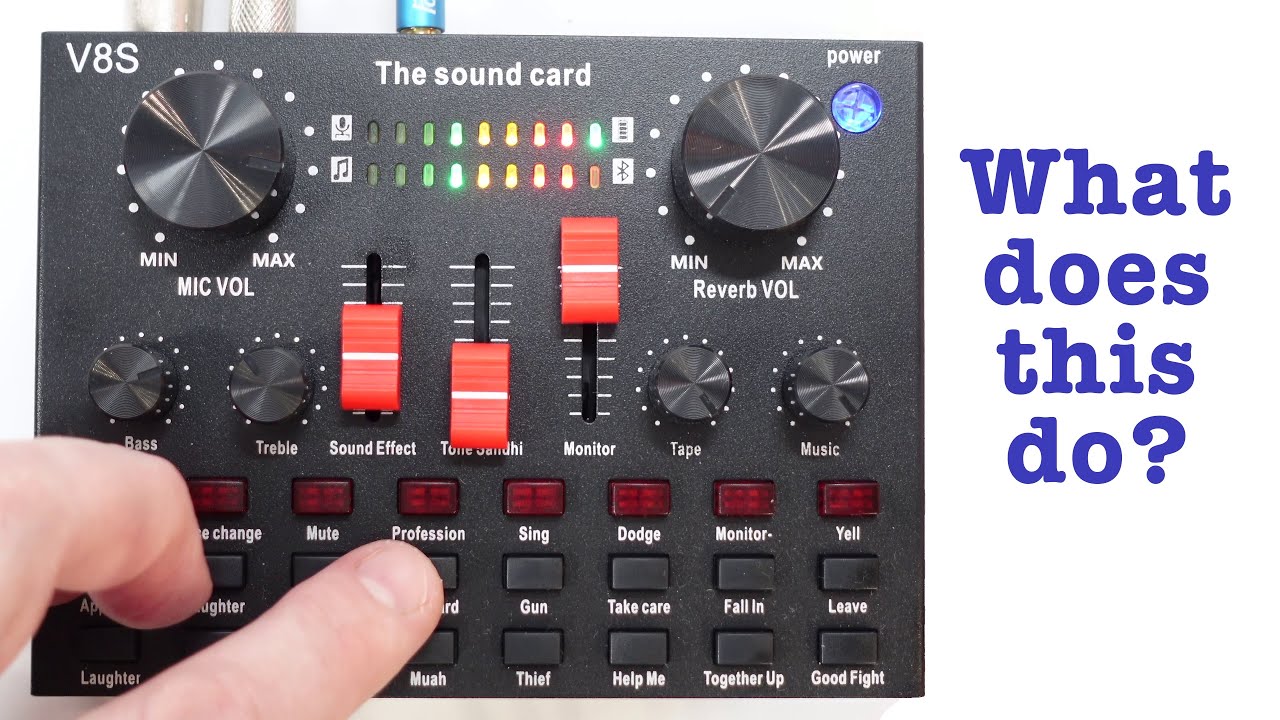 V8S
The sound card
power
MIN MAX
MIC VOL
MIN MAX
Reverb VOL
Bass Treble Sound Effect Monitor Tape Music
change Mute Profession Sing Dodge Monitor- Yell
Gun Take care Fall In Leave
Laughter Muah Thief Help Me Together Up Good Fight
What
does
this
do?